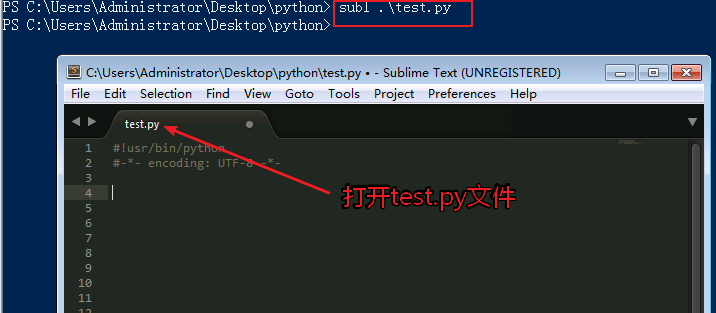 PS C:\Users\Administrator\Desktop\python> subl .\test.py
PS C:\Users\Administrator\Desktop\python>
C:\Users\Administrator\Desktop\python\test.py • - Sublime Text (UNREGISTERED)
File Edit Selection Find View Goto Tools Project Preferences Help
test.py
1 #!usr/bin/python
2 #-*- encoding: UTF-8 -*-
3
4
打开test.py文件
5
6
7
8
9
10
11
12